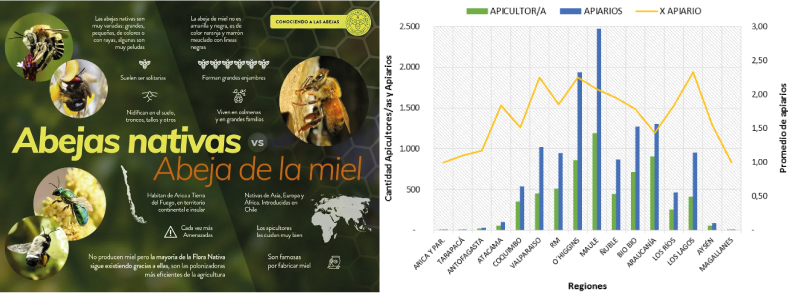 CONOCIENDO A LAS ABEJAS
Las abejas nativas son
muy variadas: grandes,
pequeñas, de colores o
con rayas, algunas son
muy peludas
La abeja de miel no es
amarilla y negra, es de
color naranja y marrón
mezclado con líneas
negras
Suelen ser solitarias
Forman grandes enjambres
Nidifican en el suelo,
troncos, tallos y otros
Viven en colmenas
y en grandes familias
Abejas nativas vs
Abeja de la miel
Habitan de Arica a Tierra
del Fuego, en territorio
continental e insular
Nativas de Asia, Europa y
África. Introducidas en
Chile
Cada vez más
Amenazadas
Los apicultores
las cuidan muy bien
No producen miel pero la mayoría de la Flora Nativa
sigue existiendo gracias a ellas, son las polinizadoras
más eficientes de la agricultura
Son famosas
por fabricar miel
APICULTOR/A APIARIOS X APIARIO
Cantidad Apicultores/as y Apiarios
2.500
2.000
1.500
1.000
500
-
3,00
2,50
2,00
1,50
1,00
0,50
-
Promedio de apiarios
ARICA Y PAR.
TARAPACÁ
ANTOFAGASTA
ATACAMA
COQUIMBO
VALPARAISO
RM
O´HIGGINS
MAULE
ÑUBLE
BIO BIO
ARAUCANÍA
LOS RÍOS
LOS LAGOS
AYSÉN
MAGALLANES
Regiones